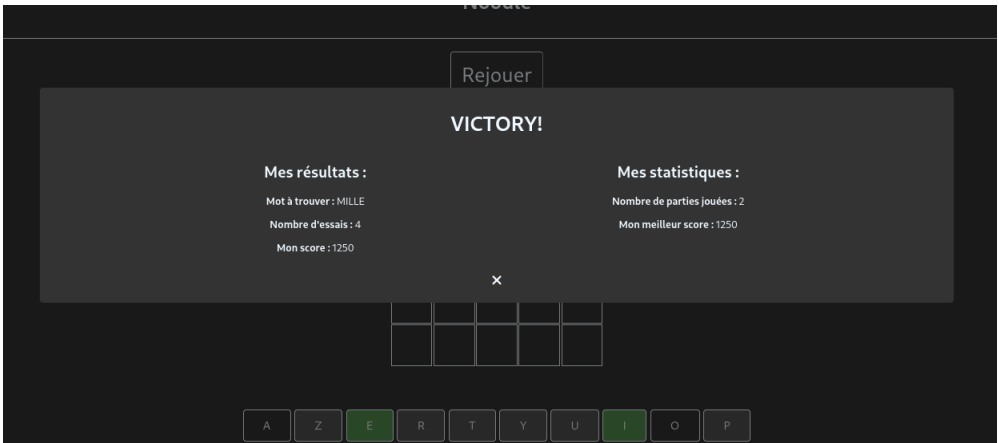 Rejouer
VICTORY!
Mes résultats :
Mot à trouver : MILLE
Nombre d'essais : 4
Mon score : 1250
Mes statistiques :
Nombre de parties jouées : 2
Mon meilleur score : 1250
×
A Z E R T Y U I O P